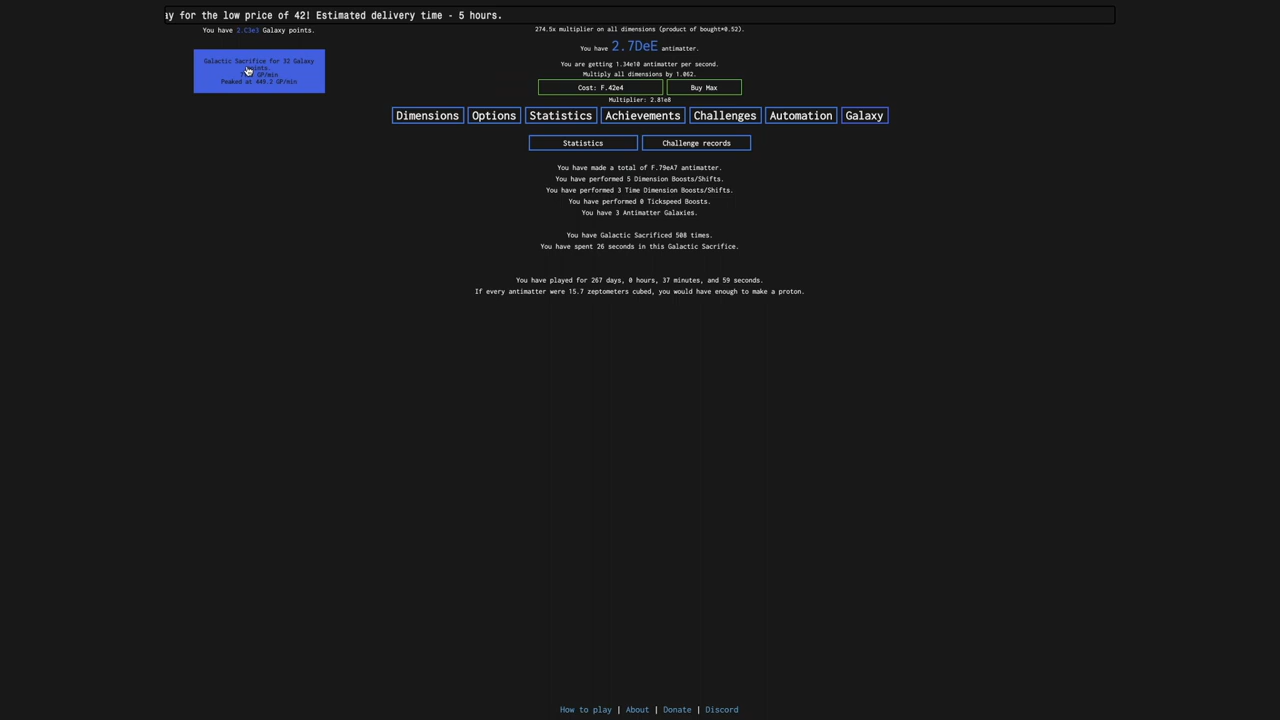 ay for the low price of 42! Estimated delivery time - 5 hours.
You have 2.C3e3 Galaxy points.
274.5x multiplier on all dimensions (product of bought*0.52).
You have 2.7DeE antimatter.
Galactic Sacrifice for 32 Galaxy
GP/min
Peaked at 449.2 GP/min
You are getting 1.34e10 antimatter per second.
Multiply all dimensions by 1.062.
Cost: F.42e4
Buy Max
Multiplier: 2.81e8
Dimensions
Options
Statistics
Achievements
Challenges
Automation
Galaxy
Statistics
Challenge records
You have made a total of F.79eA7 antimatter.
You have performed 5 Dimension Boosts/Shifts.
You have performed 3 Time Dimension Boosts/Shifts.
You have performed 0 Tickspeed Boosts.
You have 3 Antimatter Galaxies.
You have Galactic Sacrificed 508 times.
You have spent 26 seconds in this Galactic Sacrifice.
You have played for 267 days, 0 hours, 37 minutes, and 59 seconds.
If every antimatter were 15.7 zeptometers cubed, you would have enough to make a proton.
How to play | About | Donate | Discord